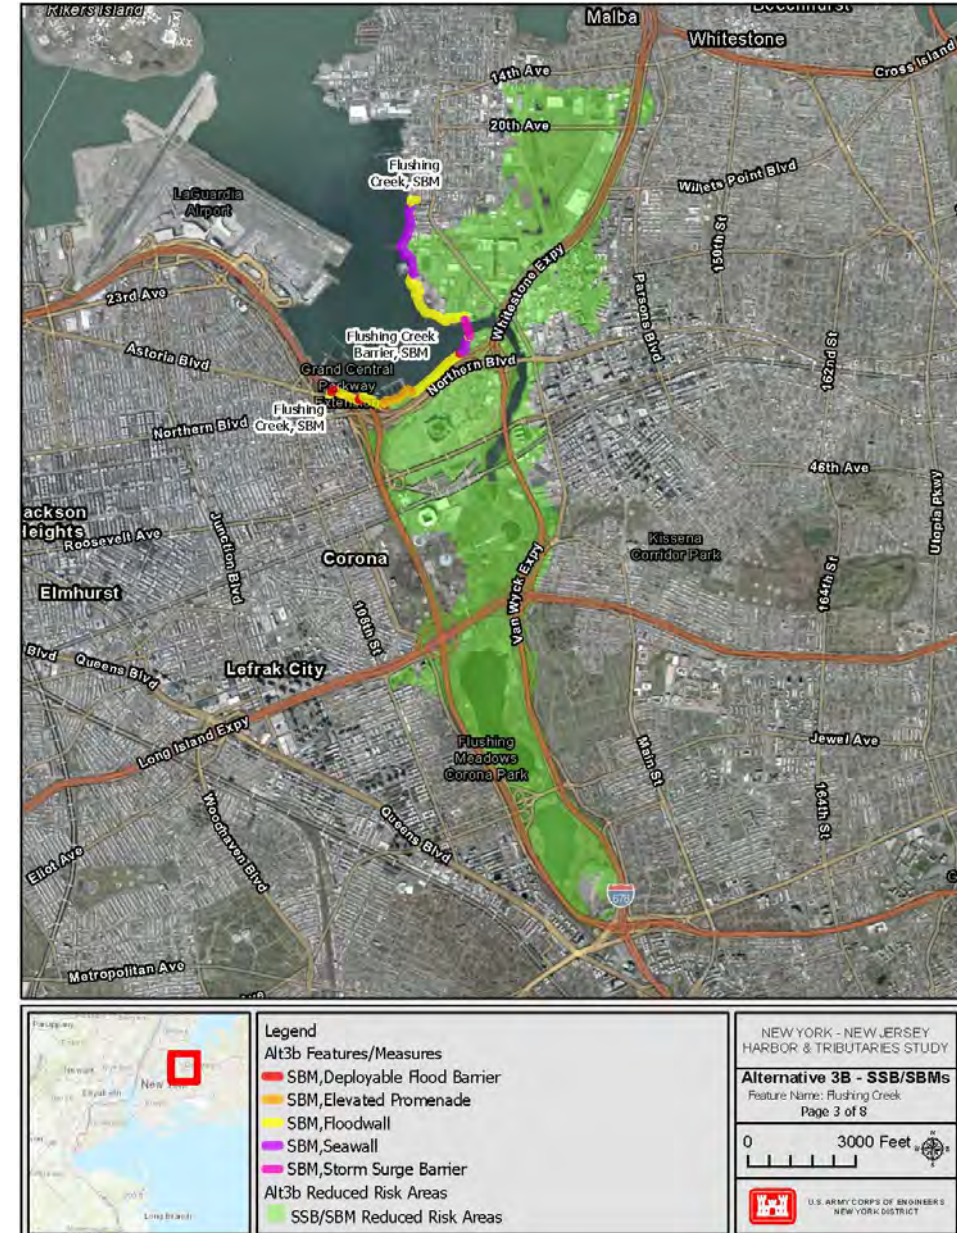 Rikers Island
Malba
Beechhurst
Whitestone
14th Ave
Cross Island
20th Ave
Flushing
Creek, SBM
Willets Point Blvd
LaGuardia
Airport
150th St
Whitestone Expy
Parsons Blvd
23rd Ave
Flushing Creek
Barrier, SBM
Astoria Blvd
162nd St
Northern Blvd
Grand Central
Parkway
Extension
Flushing
Creek, SBM
Northern Blvd
46th Ave
Utopia Pkwy
ackson
Heights
Roosevelt Ave
Junction Blvd
Corona
Kissena
Corridor Park
Van Wyck Expy
164th St
Elmhurst
108th St
Blvd
Queens Blvd
Lefrak City
Long Island Expy
Flushing
Meadows
Corona Park
Jewel Ave
Main St
164th St
Woodhaven Blvd
Queens Blvd
Eliot Ave
678
Metropolitan Ave
Legend
Alt3b Features/Measures
SBM,Deployable Flood Barrier
SBM,Elevated Promenade
SBM,Floodwall
SBM,Seawall
SBM,Storm Surge Barrier
Alt3b Reduced Risk Areas
SSB/SBM Reduced Risk Areas
Long Branch
NEW YORK - NEW JERSEY
HARBOR & TRIBUTARIES STUDY
Alternative 3B - SSB/SBMs
Feature Name: Flushing Creek
Page 3 of 8
0 3000 Feet
U.S. ARMY CORPS OF ENGINEERS
NEW YORK DISTRICT